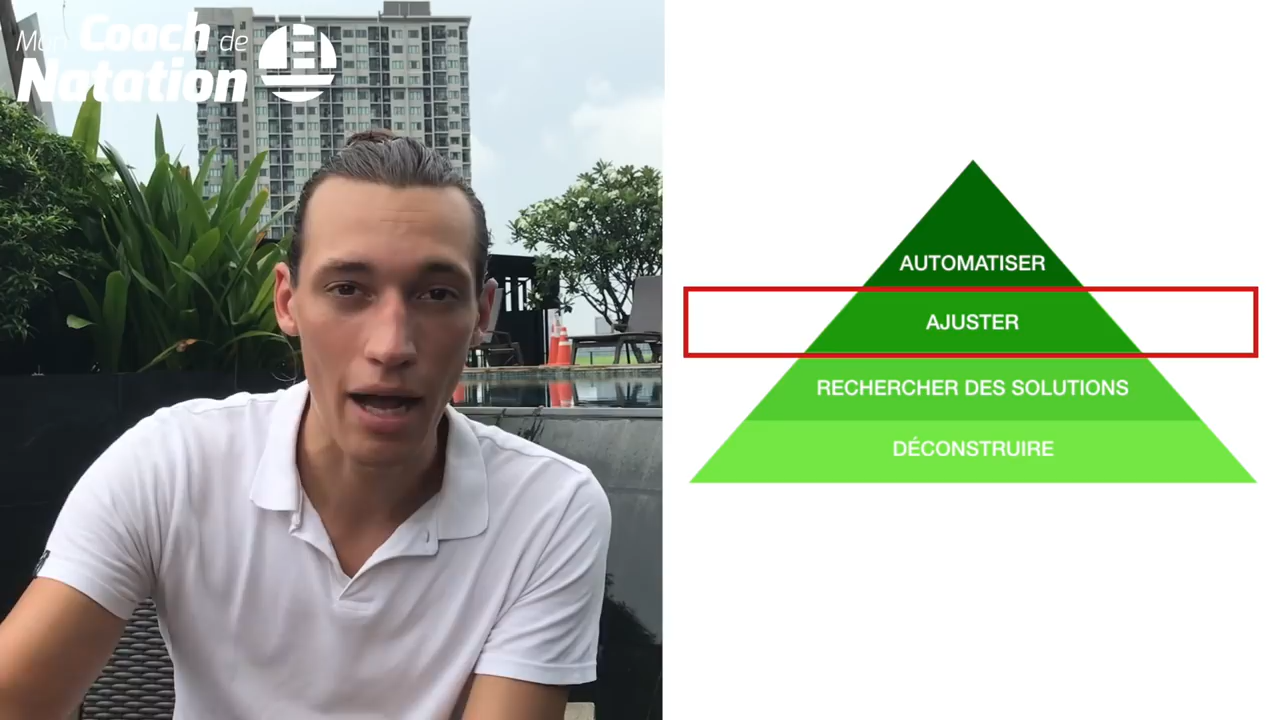 Mon Coach de
Natation
AUTOMATISER
AJUSTER
RECHERCHER DES SOLUTIONS
DÉCONSTRUIRE